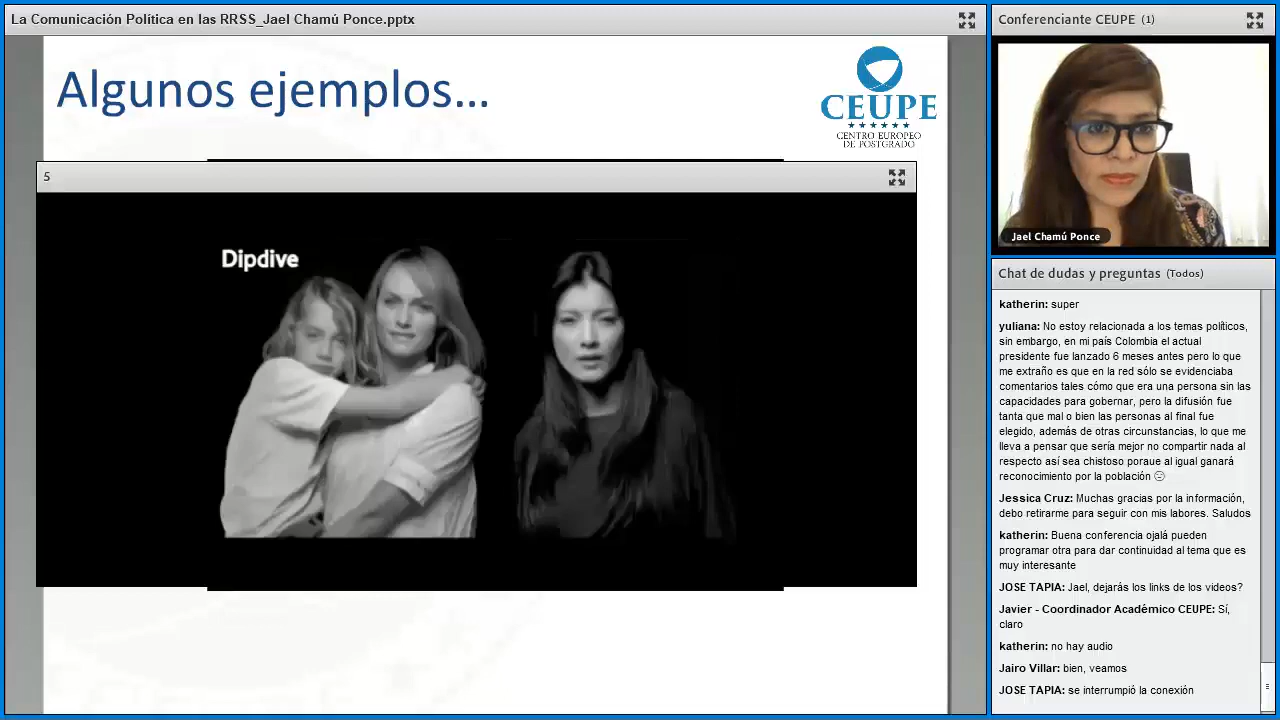 La Comunicación Política en las RRSS_Jael Chamú Ponce.pptx
Algunos ejemplos...
CEUPE
CENTRO EUROPEO
DE POSTGRADO
5
Dipdive
Conferenciante CEUPE (1)
Jael Chamú Ponce
Chat de dudas y preguntas (Todos)
katherin: super
yuliana: No estoy relacionada a los temas políticos,
sin embargo, en mi país Colombia el actual
presidente fue lanzado 6 meses antes pero lo que
me extraño es que en la red sólo se evidenciaba
comentarios tales cómo que era una persona sin las
capacidades para gobernar, pero la difusión fue
tanta que mal o bien las personas al final fue
elegido, además de otras circunstancias, lo que me
lleva a pensar que sería mejor no compartir nada al
respecto así sea chistoso poraue al igual ganará
reconocimiento por la población 😑
Jessica Cruz: Muchas gracias por la información,
debo retirarme para seguir con mis labores. Saludos
katherin: Buena conferencia ojalá pueden
programar otra para dar continuidad al tema que es
muy interesante
JOSE TAPIA: Jael, dejarás los links de los videos?
Javier - Coordinador Académico CEUPE: Sí,
claro
katherin: no hay audio
Jairo Villar: bien, veamos
JOSE TAPIA: se interrumpió la conexión